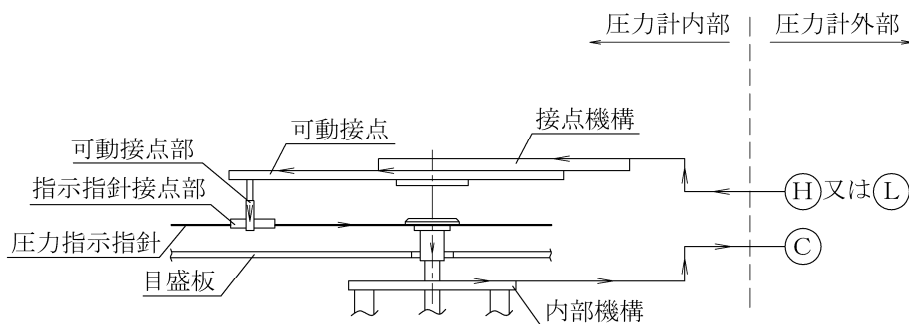 圧力計内部 圧力計外部
可動接点 接点機構
可動接点部
指示指針接点部
H又はL
圧力指示指針
C
目盛板
内部機構